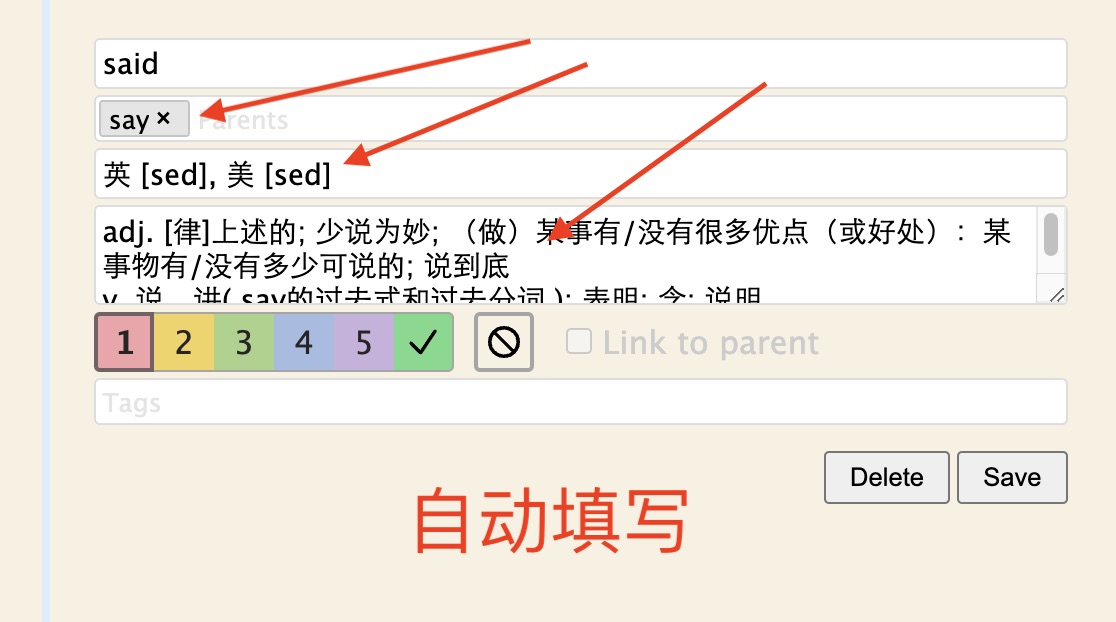 said
say × Parents
英 [sed], 美 [sed]
adj. [律]上述的; 少说为妙; （做）某事有/没有很多优点（或好处）: 某
事物有/没有多少可说的; 说到底
v. 说，讲( say的过去式和过去分词 ); 表明; 念; 说明
1 2 3 4 5 ✓ Link to parent
Tags
Delete Save
自动填写